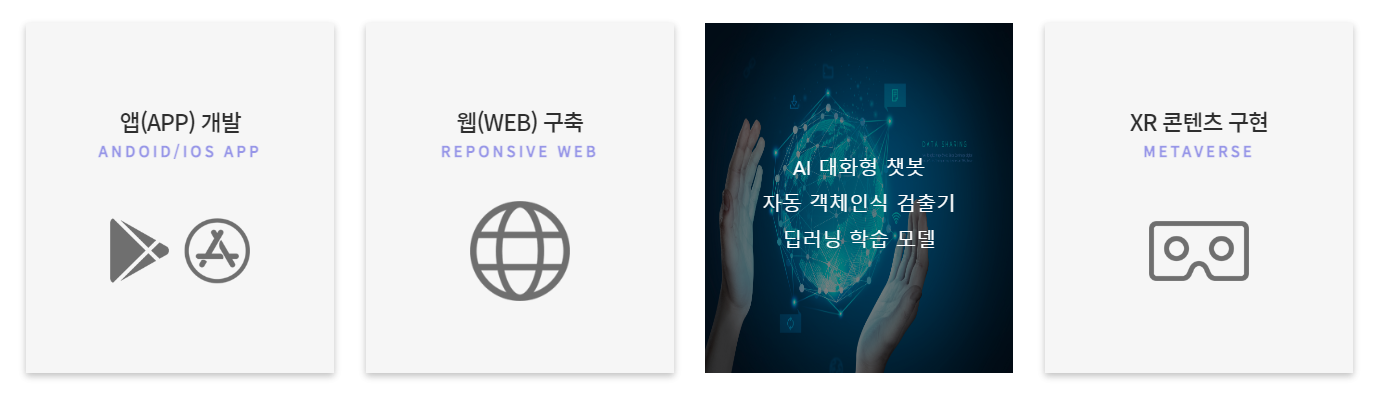 앱(APP) 개발
ANDOID/IOS APP
웹(WEB) 구축
REPONSIVE WEB
DATA SHARING
AI 대화형 챗봇
자동 객체인식 검출기
딥러닝 학습 모델
XR 콘텐츠 구현
METAVERSE